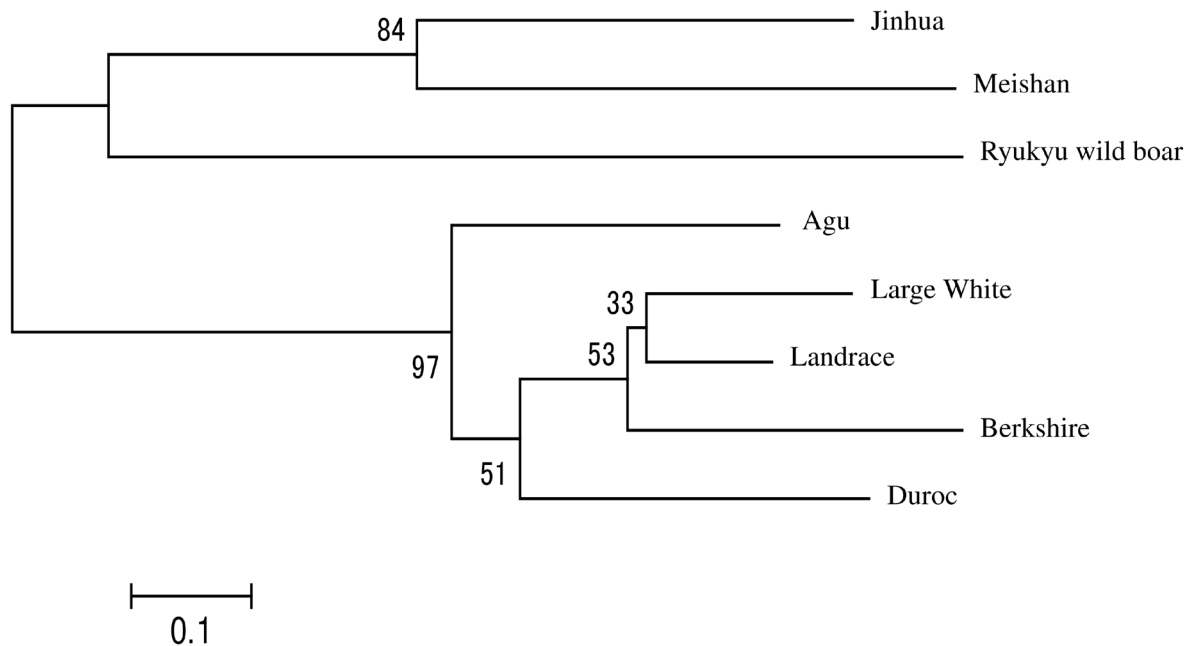 84
Jinhua
Meishan
Ryukyu wild boar
Agu
33
Large White
53
Landrace
97
Berkshire
51
Duroc
0.1